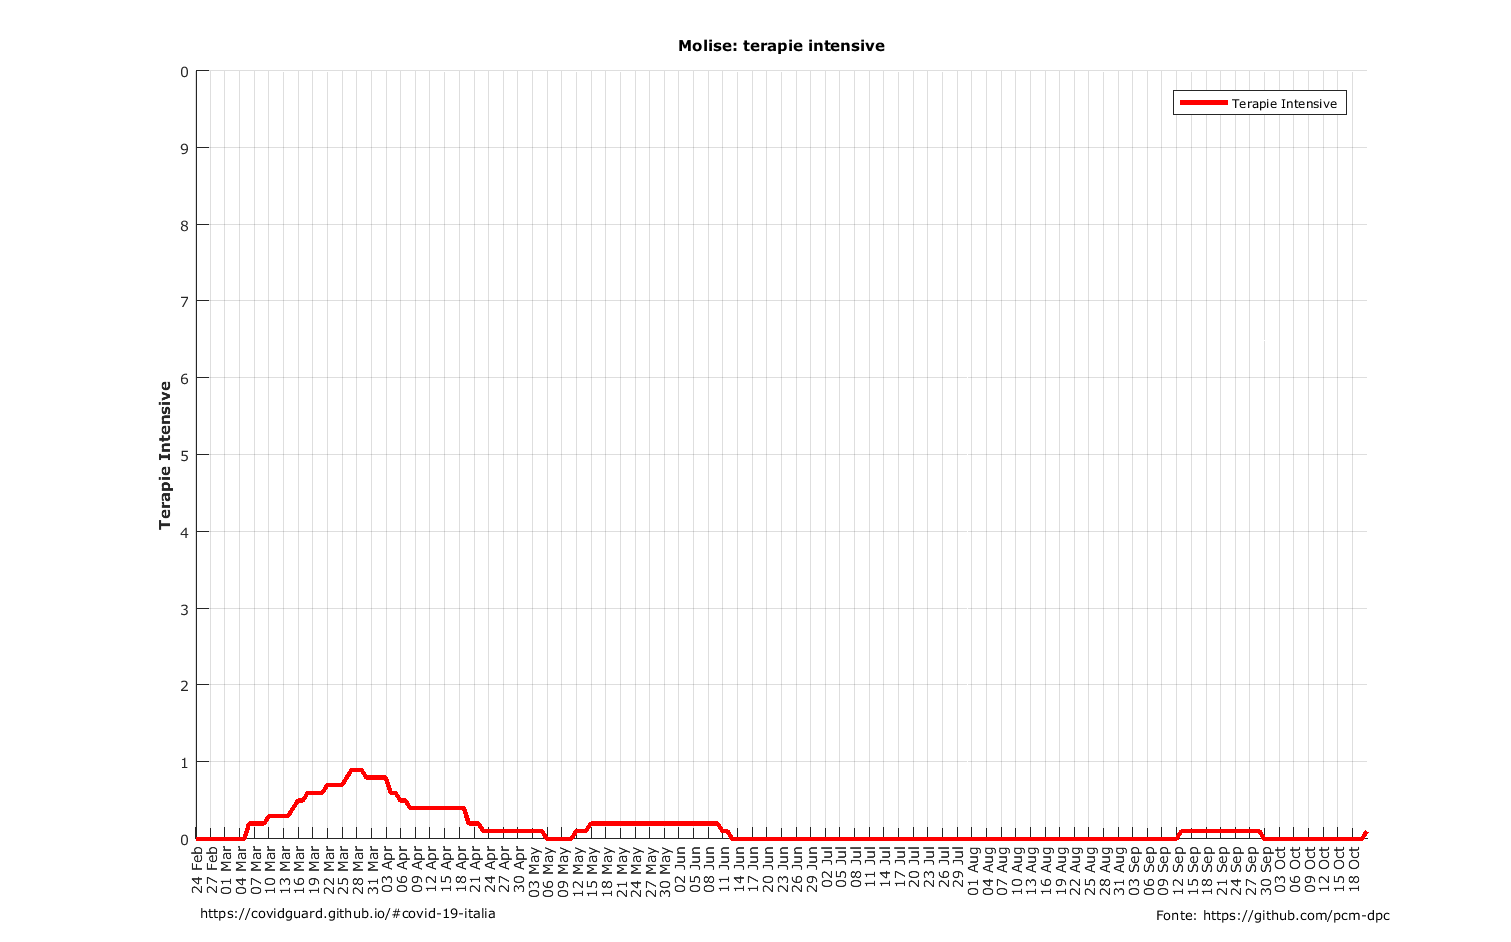 Molise: terapie intensive
Terapie Intensive
0
9
8
7
6
5
4
3
2
1
0
Terapie Intensive
24 Feb
27 Feb
01 Mar
04 Mar
07 Mar
10 Mar
13 Mar
16 Mar
19 Mar
22 Mar
25 Mar
28 Mar
31 Mar
03 Apr
06 Apr
09 Apr
12 Apr
15 Apr
18 Apr
21 Apr
24 Apr
27 Apr
30 Apr
03 May
06 May
09 May
12 May
15 May
18 May
21 May
24 May
27 May
30 May
02 Jun
05 Jun
08 Jun
11 Jun
14 Jun
17 Jun
20 Jun
23 Jun
26 Jun
29 Jun
02 Jul
05 Jul
08 Jul
11 Jul
14 Jul
17 Jul
20 Jul
23 Jul
26 Jul
29 Jul
01 Aug
04 Aug
07 Aug
10 Aug
13 Aug
16 Aug
19 Aug
22 Aug
25 Aug
28 Aug
31 Aug
03 Sep
06 Sep
09 Sep
12 Sep
15 Sep
18 Sep
21 Sep
24 Sep
27 Sep
30 Sep
03 Oct
06 Oct
09 Oct
12 Oct
15 Oct
18 Oct
https://covidguard.github.io/#covid-19-italia
Fonte: https://github.com/pcm-dpc